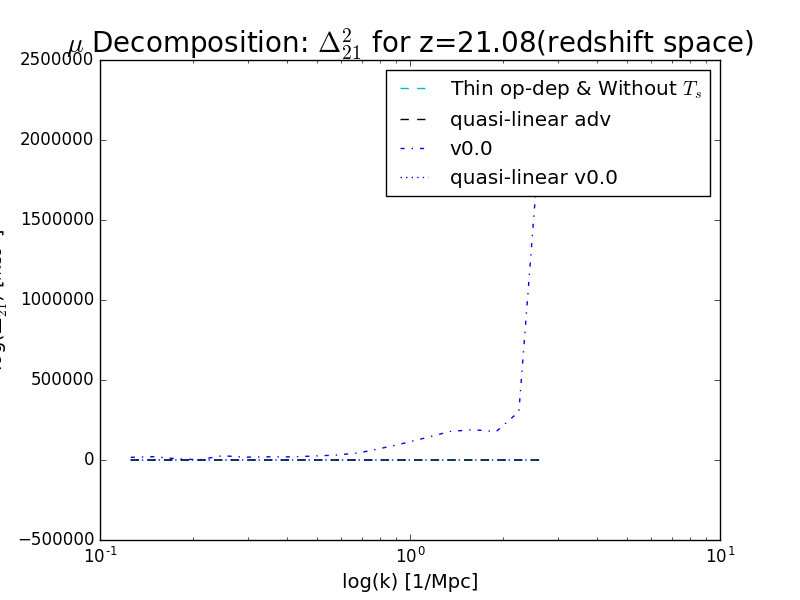 μ Decomposition: Δ²₂₁ for z=21.08(redshift space)
2500000
2000000
1500000
1000000
500000
0
−500000
Thin op-dep & Without Tₛ
quasi-linear adv
v0.0
quasi-linear v0.0
10⁻¹
10⁰
10¹
log(k) [1/Mpc]